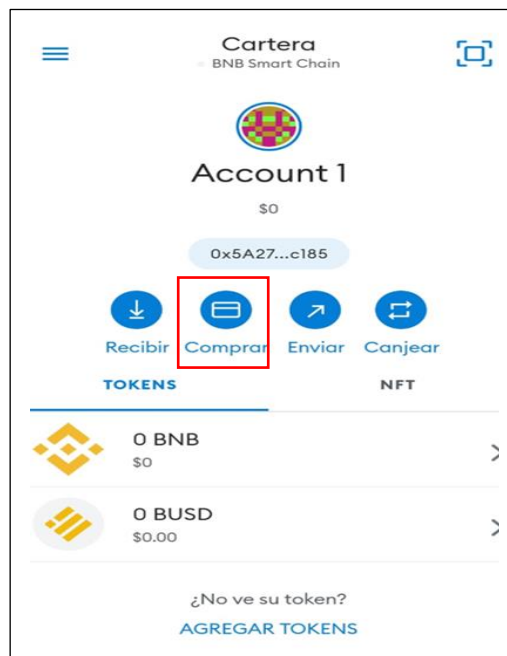 Cartera
BNB Smart Chain
Account 1
$0
0x5A27...c185
Recibir Comprar Enviar Canjear
TOKENS NFT
0 BNB
$0
0 BUSD
$0.00
¿No ve su token?
AGREGAR TOKENS